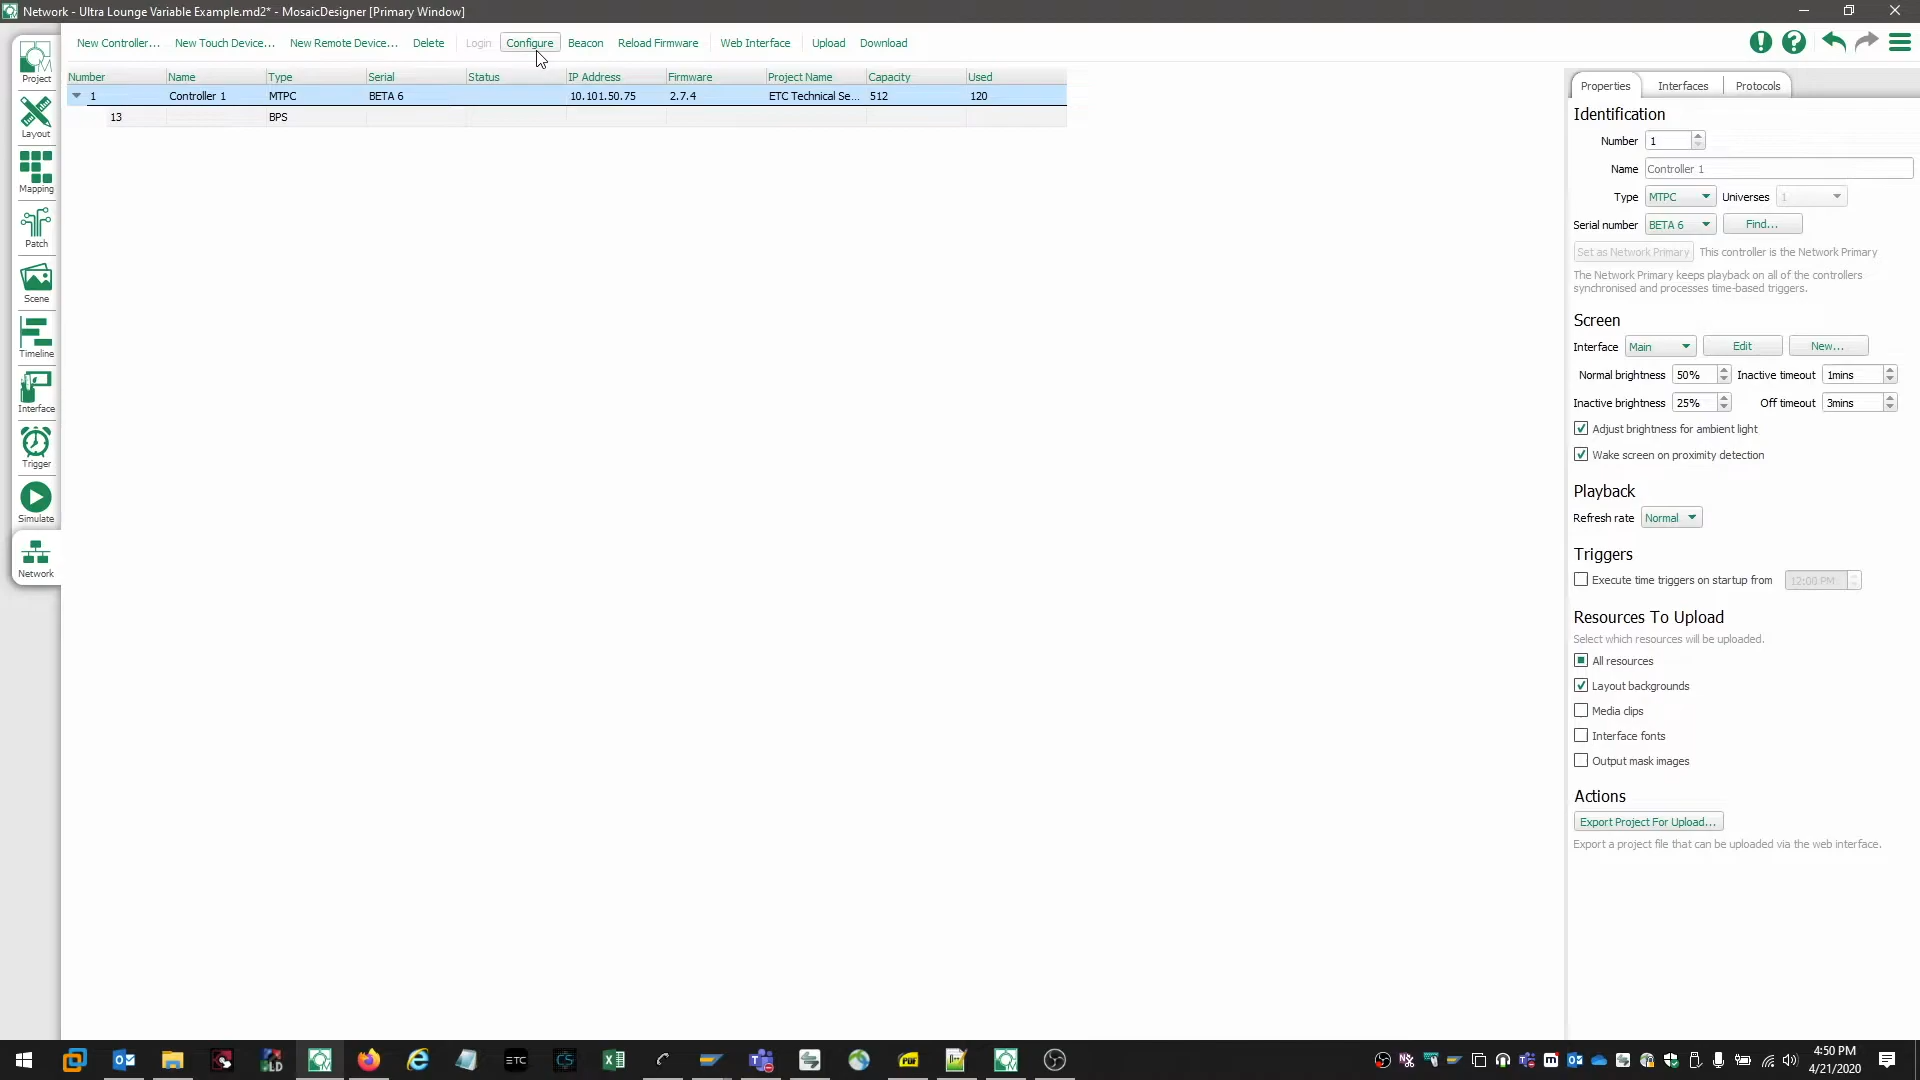 Network - Ultra Lounge Variable Example.md2* - MosaicDesigner [Primary Window]
New Controller... New Touch Device... New Remote Device... Delete Login Configure Beacon Reload Firmware Web Interface Upload Download
Number Name Type Serial Status IP Address Firmware Project Name Capacity Used
1 Controller 1 MTPC BETA 6 10.101.50.75 2.7.4 ETC Technical Se... 512 120
13 BPS
Project
Layout
Mapping
Patch
Scene
Timeline
Interface
Trigger
Simulate
Network
Properties Interfaces Protocols
Identification
Number 1
Name Controller 1
Type MTPC Universes 1
Serial number BETA 6 Find...
Set as Network Primary This controller is the Network Primary
The Network Primary keeps playback on all of the controllers
synchronised and processes time-based triggers.
Screen
Interface Main Edit New...
Normal brightness 50% Inactive timeout 1mins
Inactive brightness 25% Off timeout 3mins
Adjust brightness for ambient light
Wake screen on proximity detection
Playback
Refresh rate Normal
Triggers
Execute time triggers on startup from 12:00 PM
Resources To Upload
Select which resources will be uploaded.
All resources
Layout backgrounds
Media clips
Interface fonts
Output mask images
Actions
Export Project For Upload...
Export a project file that can be uploaded via the web interface.
LD ETC CS PDF
4:50 PM
4/21/2020